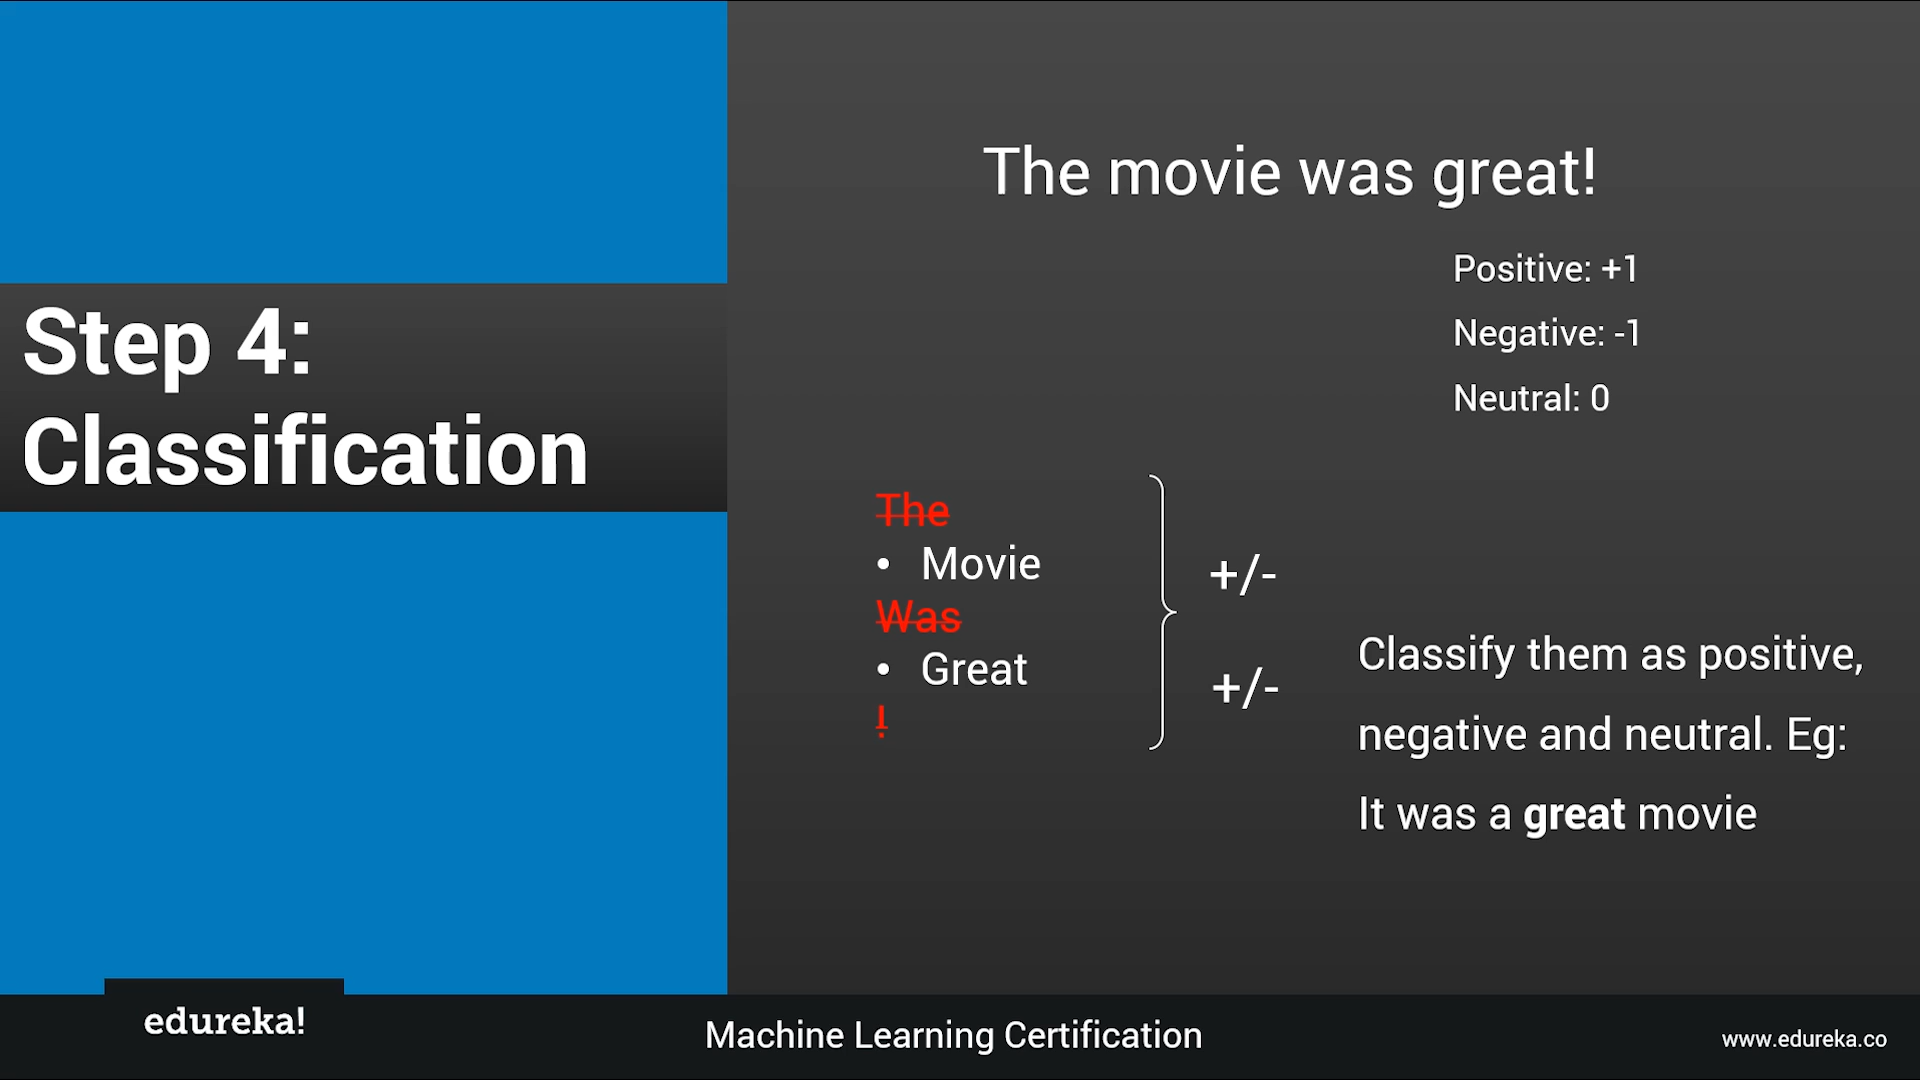 Step 4:
Classification
The movie was great!
Positive: +1
Negative: -1
Neutral: 0
The
• Movie
Was
• Great
!
+/-
+/-
Classify them as positive,
negative and neutral. Eg:
It was a great movie
edureka!
Machine Learning Certification
www.edureka.co